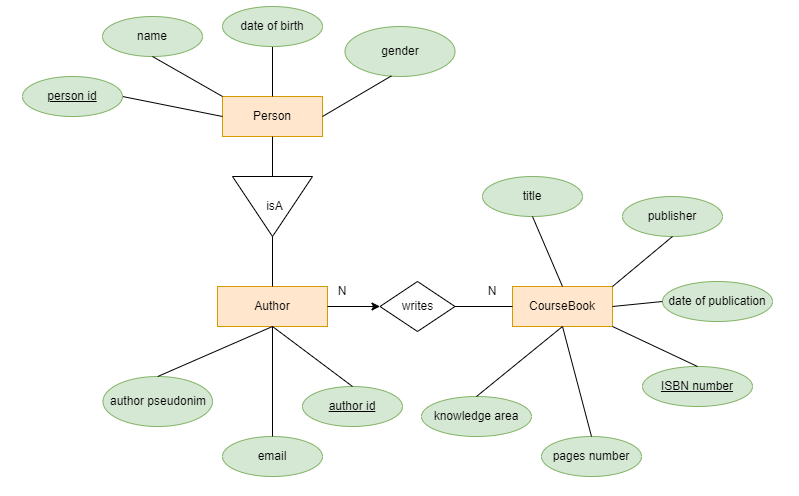 date of birth
name
gender
person id
Person
isA
title
publisher
N
N
Author
writes
CourseBook
date of publication
ISBN number
author pseudonim
author id
knowledge area
email
pages number